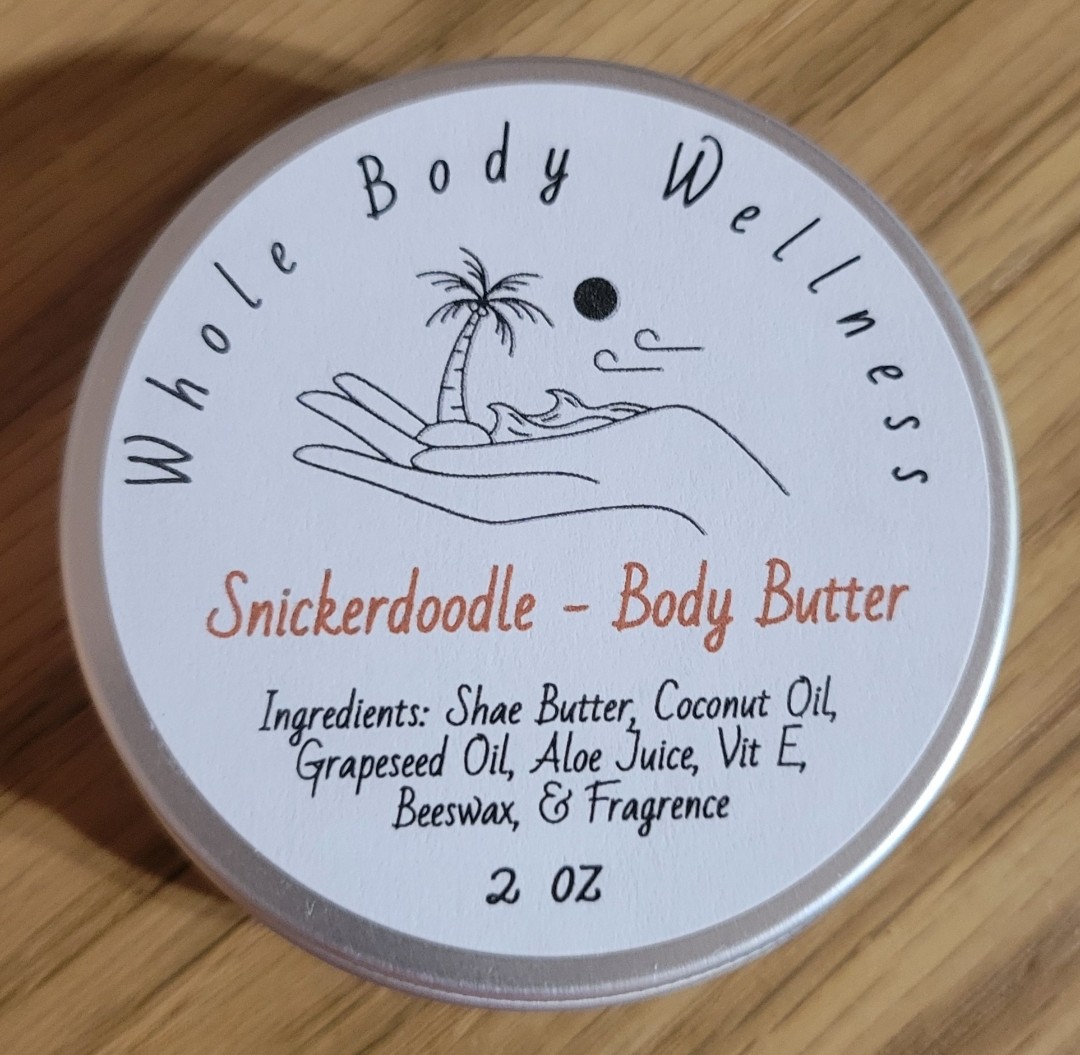 Whole Body Wellness
Snickerdoodle - Body Butter
Ingredients: Shae Butter, Coconut Oil,
Grapeseed Oil, Aloe Juice, Vit E,
Beeswax, & Fragrence
2 OZ